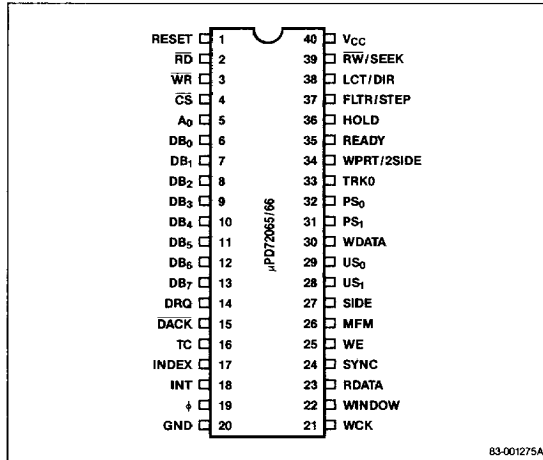 RESET 1 40 VCC
RD 2 39 RW/SEEK
WR 3 38 LCT/DIR
CS 4 37 FLTR/STEP
A0 5 36 HOLD
DB0 6 35 READY
DB1 7 34 WPRT/2SIDE
DB2 8 33 TRK0
DB3 9 32 PS0
DB4 10 31 PS1
DB5 11 30 WDATA
DB6 12 29 US0
DB7 13 28 US1
DRQ 14 27 SIDE
DACK 15 26 MFM
TC 16 25 WE
INDEX 17 24 SYNC
INT 18 23 RDATA
ϕ 19 22 WINDOW
GND 20 21 WCK
μPD72065/66
83-001275A